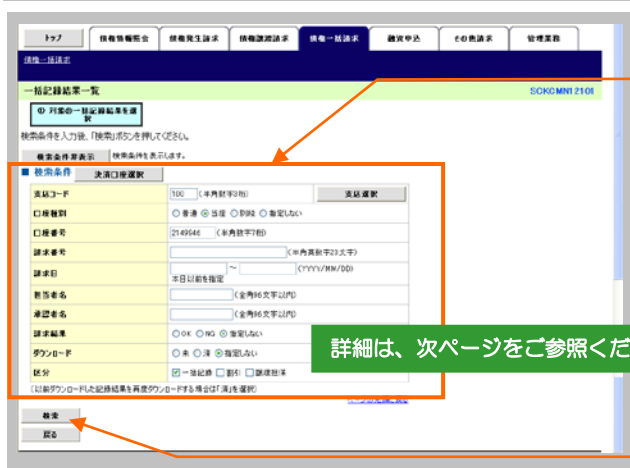 トップ 債権情報照会 債権発生請求 債権譲渡請求 債権一括請求 融資申込 その他請求 管理業務
債権一括請求
一括記録結果一覧 SCKCMN12101
① 対象の一括記録結果を選択
検索条件を入力後、「検索」ボタンを押してください。
検索条件非表示 検索条件を表示します。
■ 検索条件 決済口座選択
支店コード 100 (半角数字3桁) 支店選択
口座種別 普通 当座 別段 指定しない
口座番号 2149946 (半角数字7桁)
請求番号 (半角英数字23文字)
請求日 ~ (YYYY/MM/DD)
本日以前を指定
担当者名 (全角96文字以内)
承認者名 (全角96文字以内)
請求結果 OK NG 指定しない
ダウンロード 未 済 指定しない
区分 一括記録 割引 譲渡担保
(以前ダウンロードした記録結果を再度ダウンロードする場合は「済」を選択)
詳細は、次ページをご参照くだ
検索
ページの先頭に戻る
戻る